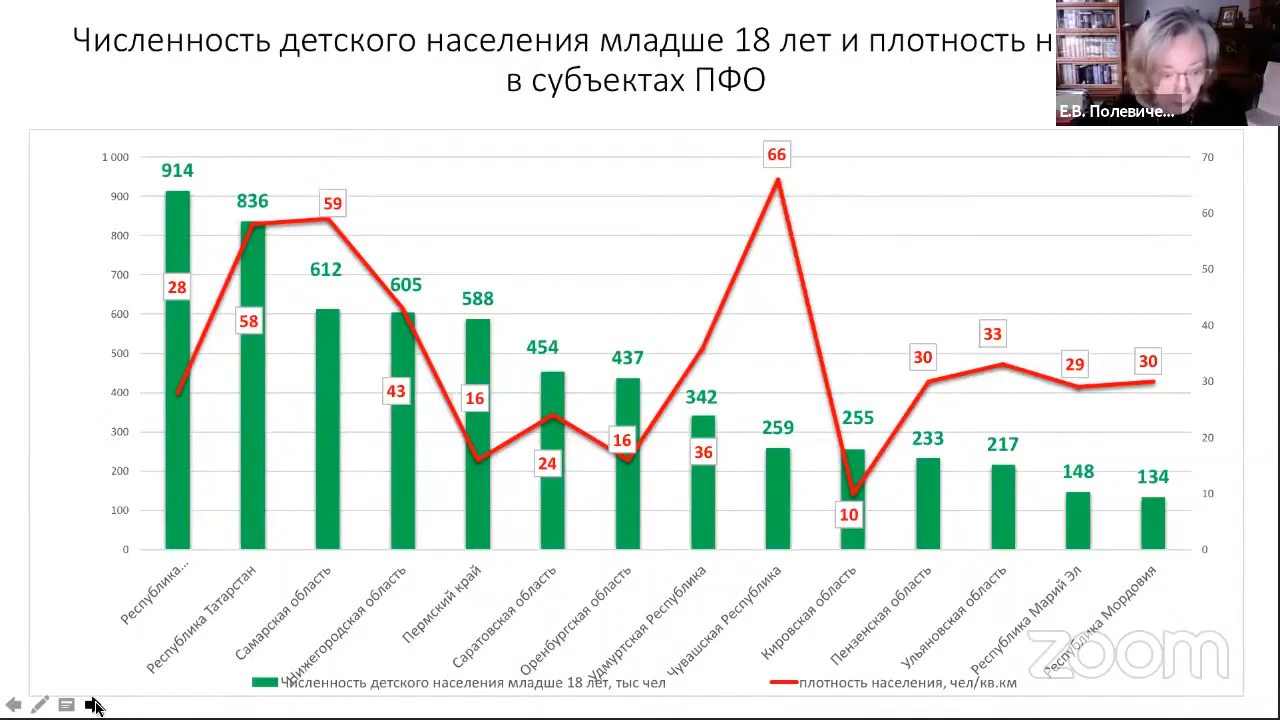 Численность детского населения младше 18 лет и плотность н
в субъектах ПФО
Е.В. Полевиче...
1 000
900
800
700
600
500
400
300
200
100
0
70
60
50
40
30
20
10
0
914
836
612
605
588
454
437
342
259
255
233
217
148
134
28
58
59
43
16
24
16
36
66
10
30
33
29
30
Республика...
Республика Татарстан
Самарская область
Нижегородская область
Пермский край
Саратовская область
Оренбургская область
Удмуртская Республика
Чувашская Республика
Кировская область
Пензенская область
Ульяновская область
Республика Марий Эл
Республика Мордовия
Численность детского населения младше 18 лет, тыс чел
плотность населения, чел/кв.км
zoom